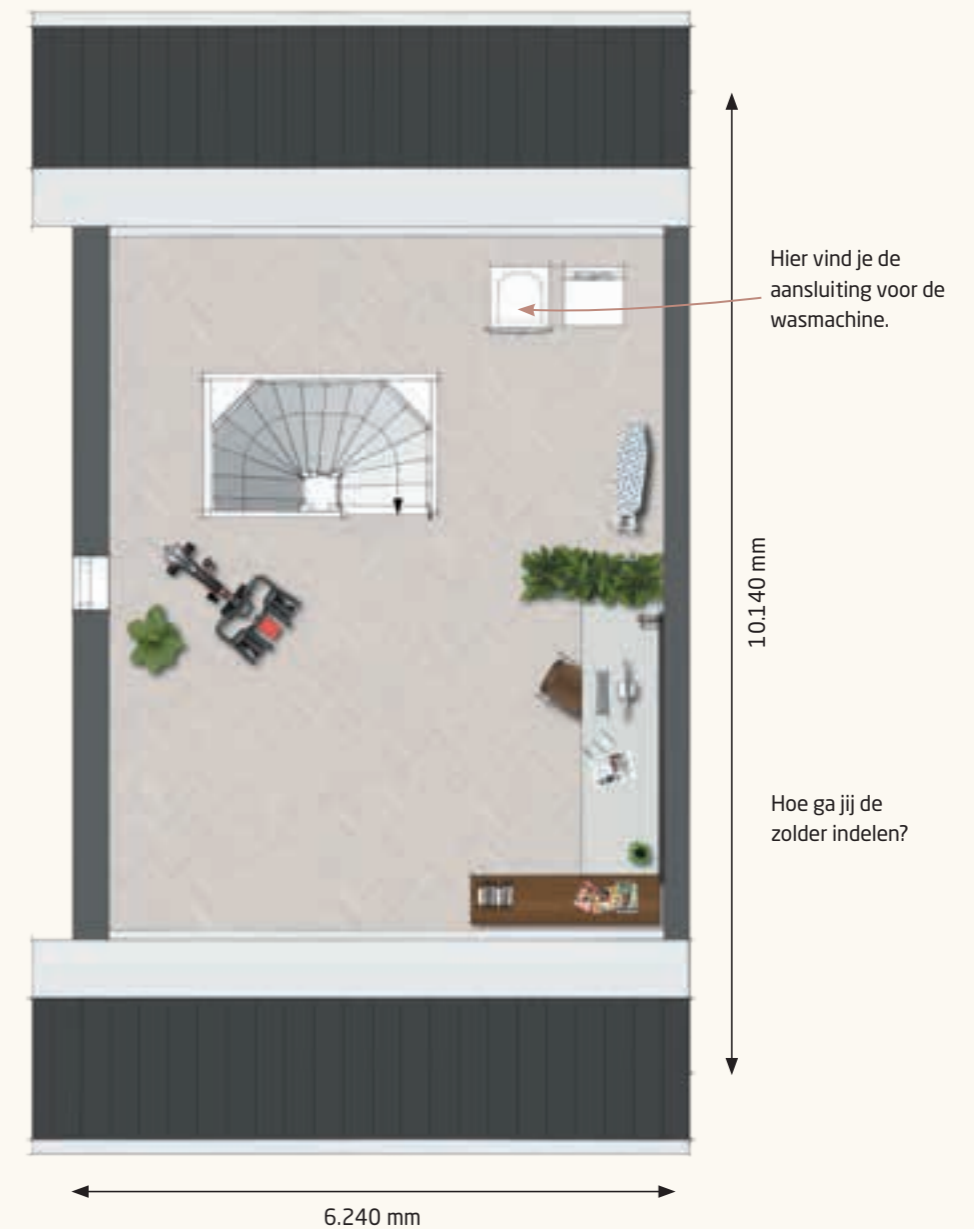 Hier vind je de
aansluiting voor de
wasmachine.
10.140 mm
Hoe ga jij de
zolder indelen?
6.240 mm